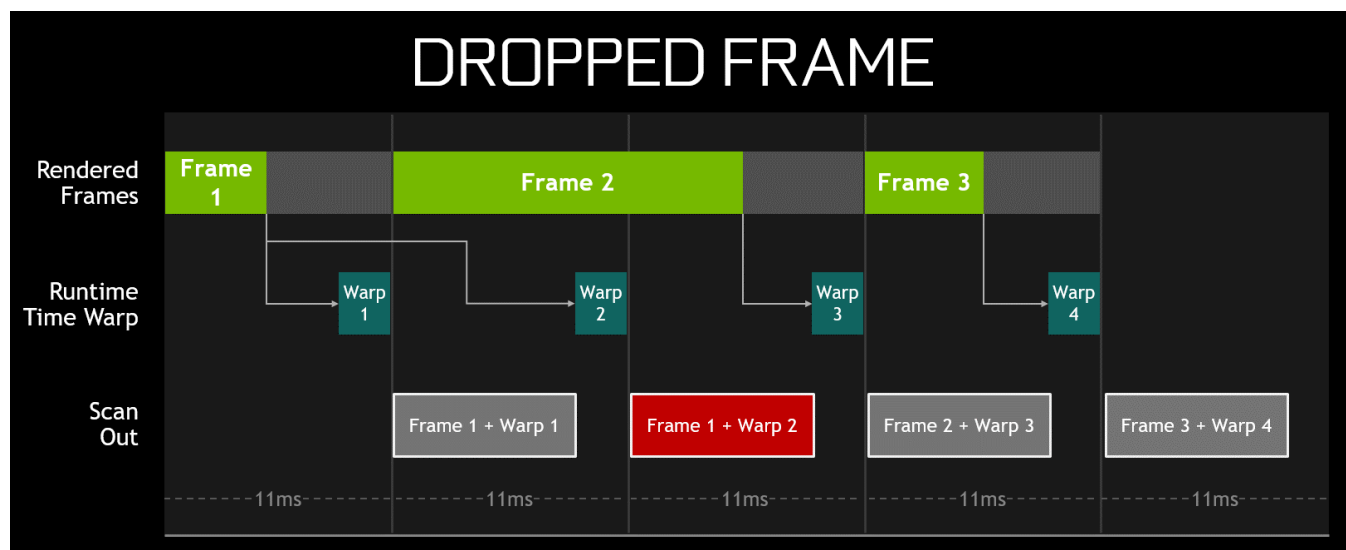 DROPPED FRAME
Rendered
Frames
Frame
1
Frame 2
Frame 3
Runtime
Time Warp
Warp
1
Warp
2
Warp
3
Warp
4
Scan
Out
Frame 1 + Warp 1
Frame 1 + Warp 2
Frame 2 + Warp 3
Frame 3 + Warp 4
11ms
11ms
11ms
11ms
11ms